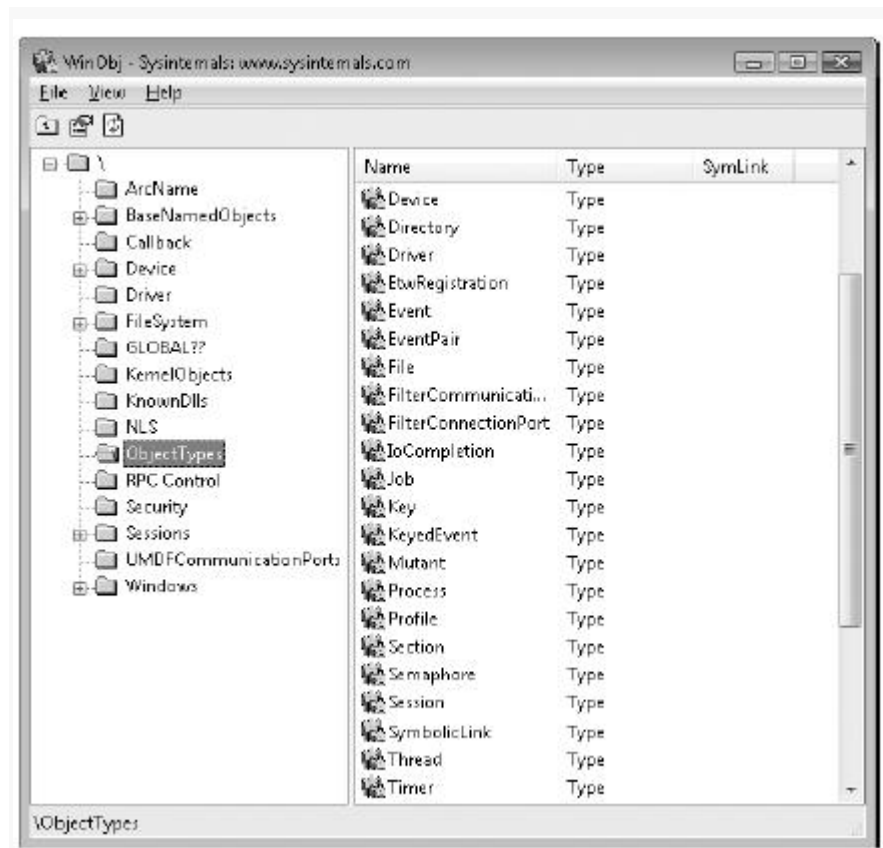 WinObj - Sysinternals: www.sysinternals.com
File View Help
\
ArcName
BaseNamedObjects
Callback
Device
Driver
FileSystem
GLOBAL??
KernelObjects
KnownDlls
NLS
ObjectTypes
RPC Control
Security
Sessions
UMDFCommunicationPorts
Windows
Name Type SymLink
Device Type
Directory Type
Driver Type
EtwRegistration Type
Event Type
EventPair Type
File Type
FilterCommunicati... Type
FilterConnectionPort Type
IoCompletion Type
Job Type
Key Type
KeyedEvent Type
Mutant Type
Process Type
Profile Type
Section Type
Semaphore Type
Session Type
SymbolicLink Type
Thread Type
Timer Type
\ObjectTypes